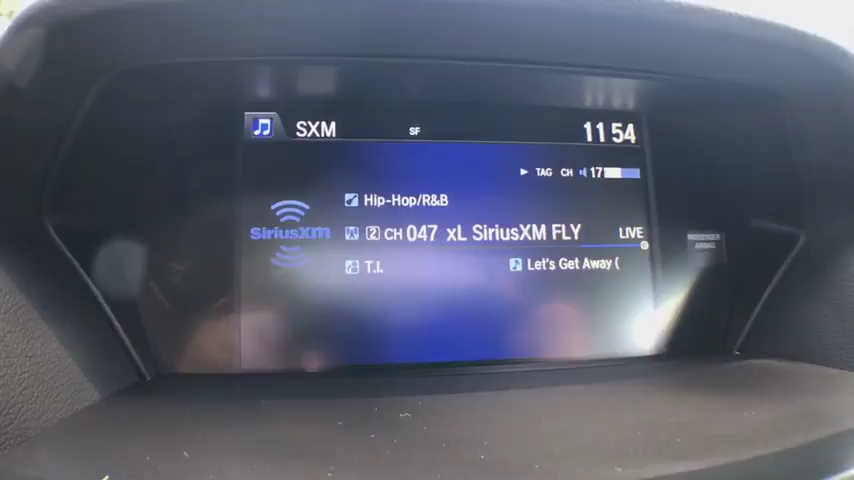 SXM SF 11 54
TAG CH 17
Hip-Hop/R&B
SiriusXM 2 CH 047 xL SiriusXM FLY LIVE
T.I. Let's Get Away (
PASSENGER
AIRBAG